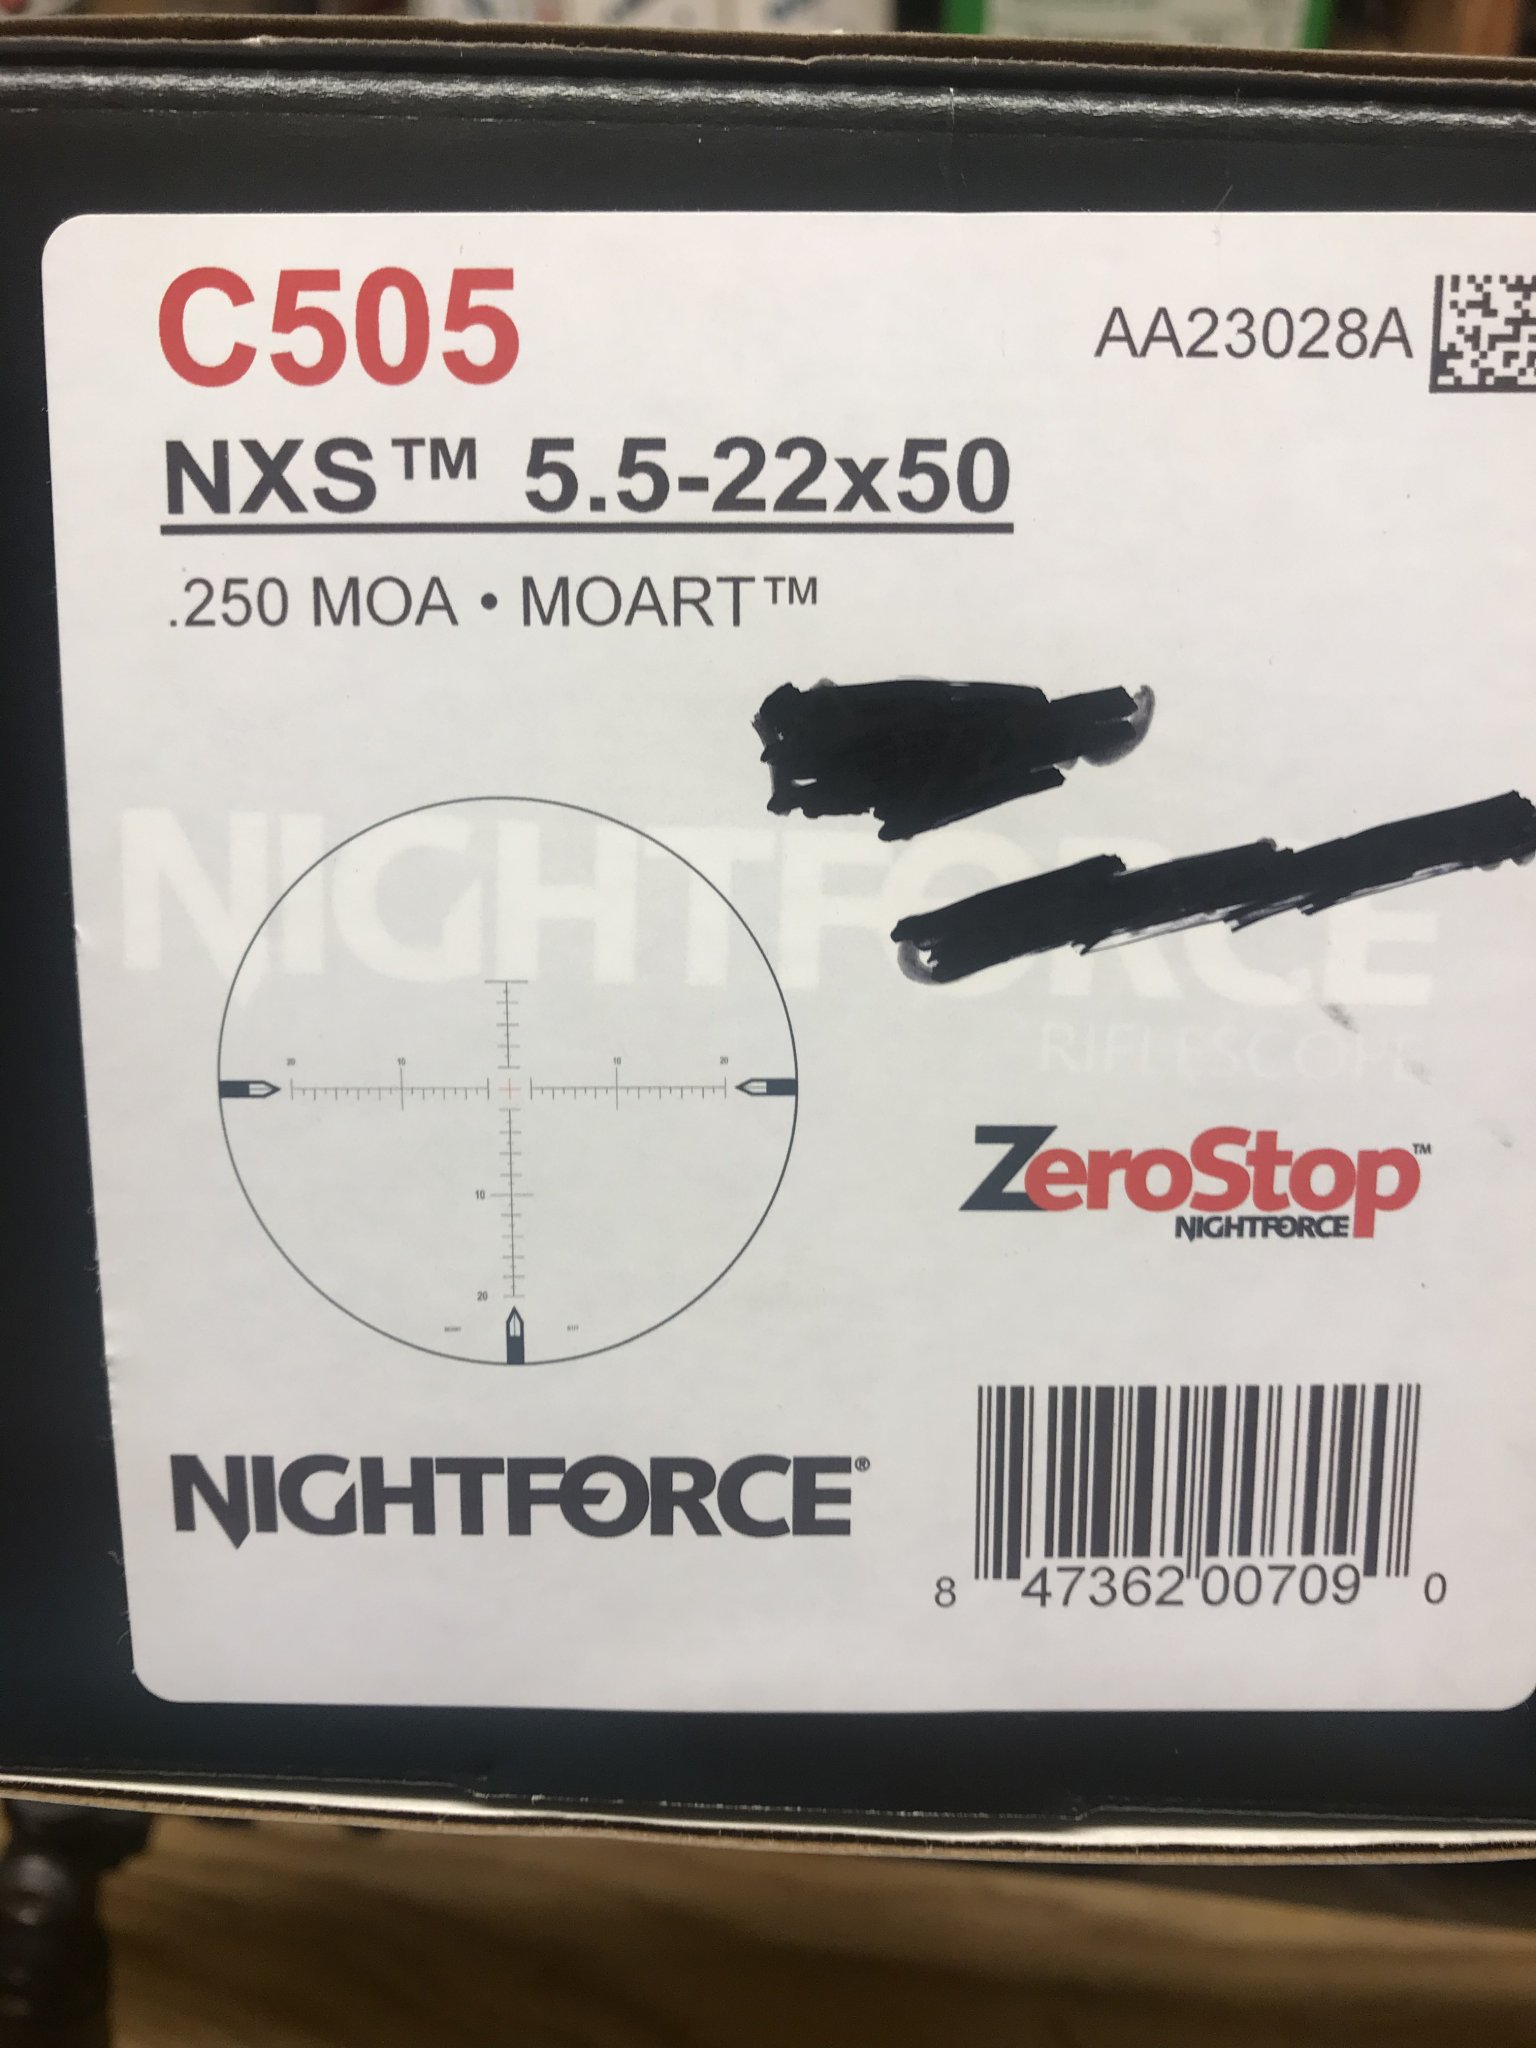 C505
AA23028A
NXS™ 5.5-22x50
.250 MOA • MOART™
NIGHTFORCE
RIFLESCOPE
20 10 10 20
10
20
ZeroStop™
NIGHTFORCE
NIGHTFORCE®
8 47362 00709 0